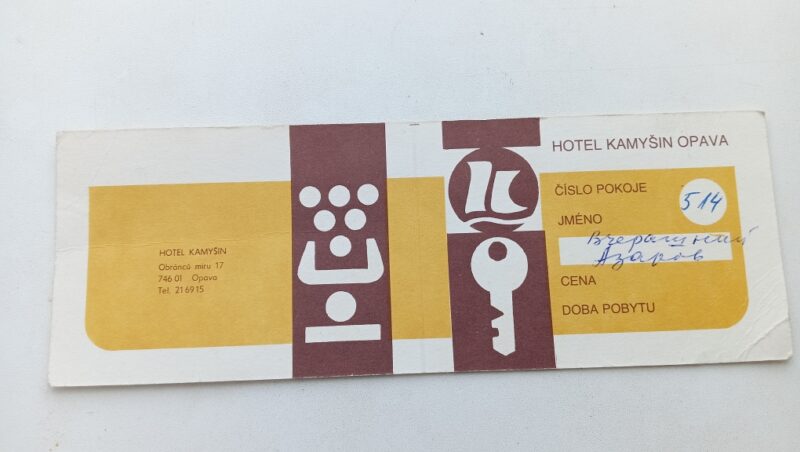 HOTEL KAMYŠIN
Obránců míru 17
746 01 Opava
Tel. 216915
HOTEL KAMYŠIN OPAVA
ČÍSLO POKOJE
514
JMÉNO
Вчерашний
Азаров
CENA
DOBA POBYTU